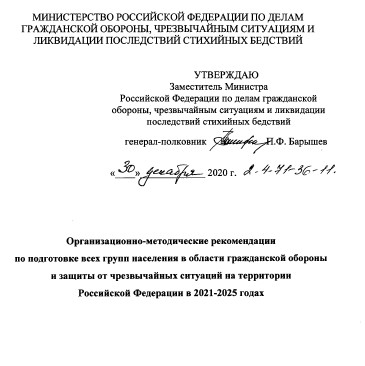 МИНИСТЕРСТВО РОССИЙСКОЙ ФЕДЕРАЦИИ ПО ДЕЛАМ
ГРАЖДАНСКОЙ ОБОРОНЫ, ЧРЕЗВЫЧАЙНЫМ СИТУАЦИЯМ И
ЛИКВИДАЦИИ ПОСЛЕДСТВИЙ СТИХИЙНЫХ БЕДСТВИЙ
УТВЕРЖДАЮ
Заместитель Министра
Российской Федерации по делам гражданской
обороны, чрезвычайным ситуациям и ликвидации
последствий стихийных бедствий
генерал-полковник П.Ф. Барышев
«30» декабря 2020 г. 2-4-71-36-11.
Организационно-методические рекомендации
по подготовке всех групп населения в области гражданской обороны
и защиты от чрезвычайных ситуаций на территории
Российской Федерации в 2021-2025 годах